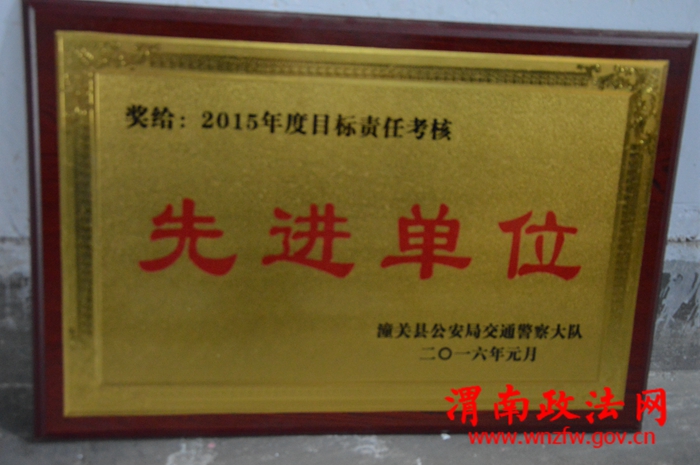 奖给：2015年度目标责任考核
先进单位
潼关县公安局交通警察大队
二〇一六年元月
渭南政法网
www.wnzfw.gov.cn